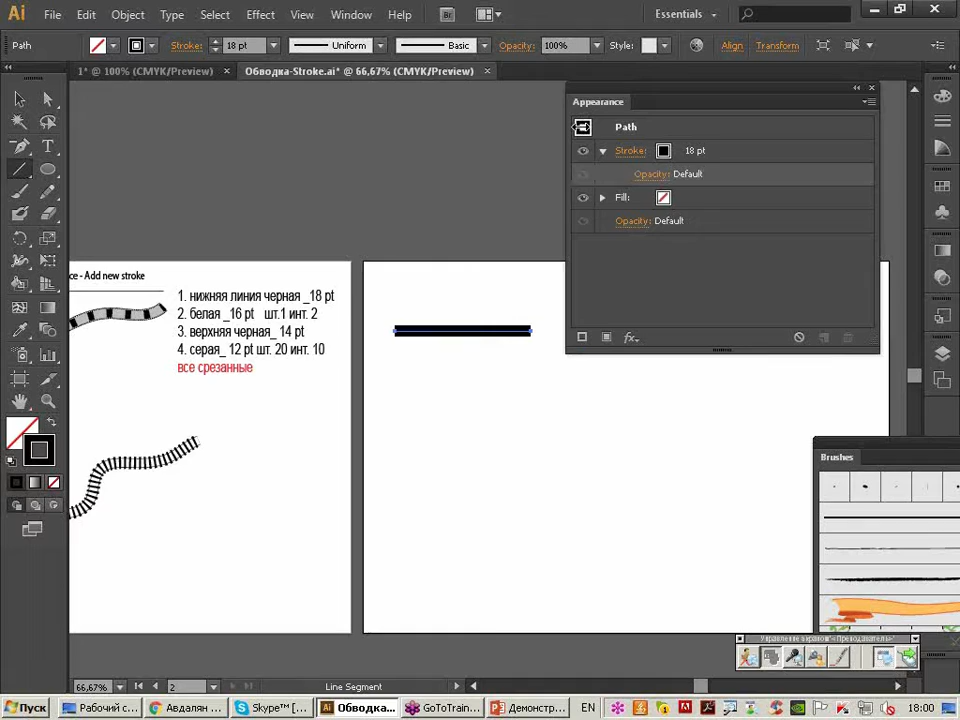 Ai File Edit Object Type Select Effect View Window Help Br Essentials
Path Stroke: 18 pt Uniform Basic Opacity: 100% Style: Align Transform
1* @ 100% (CMYK/Preview) × Обводка-Stroke.ai* @ 66,67% (CMYK/Preview) ×
Appearance
Path
Stroke: 18 pt
Opacity: Default
Fill:
Opacity: Default
fx
ce - Add new stroke
1. нижняя линия черная _18 pt
2. белая _16 pt шт.1 инт. 2
3. верхняя черная_ 14 pt
4. серая_ 12 pt шт. 20 инт. 10
все срезанные
Brushes
66,67% 2 Line Segment
Пуск Рабочий с... Авдалян ... Skype™ [... Обводка... GoToTrain... Демонстр... EN 18:00